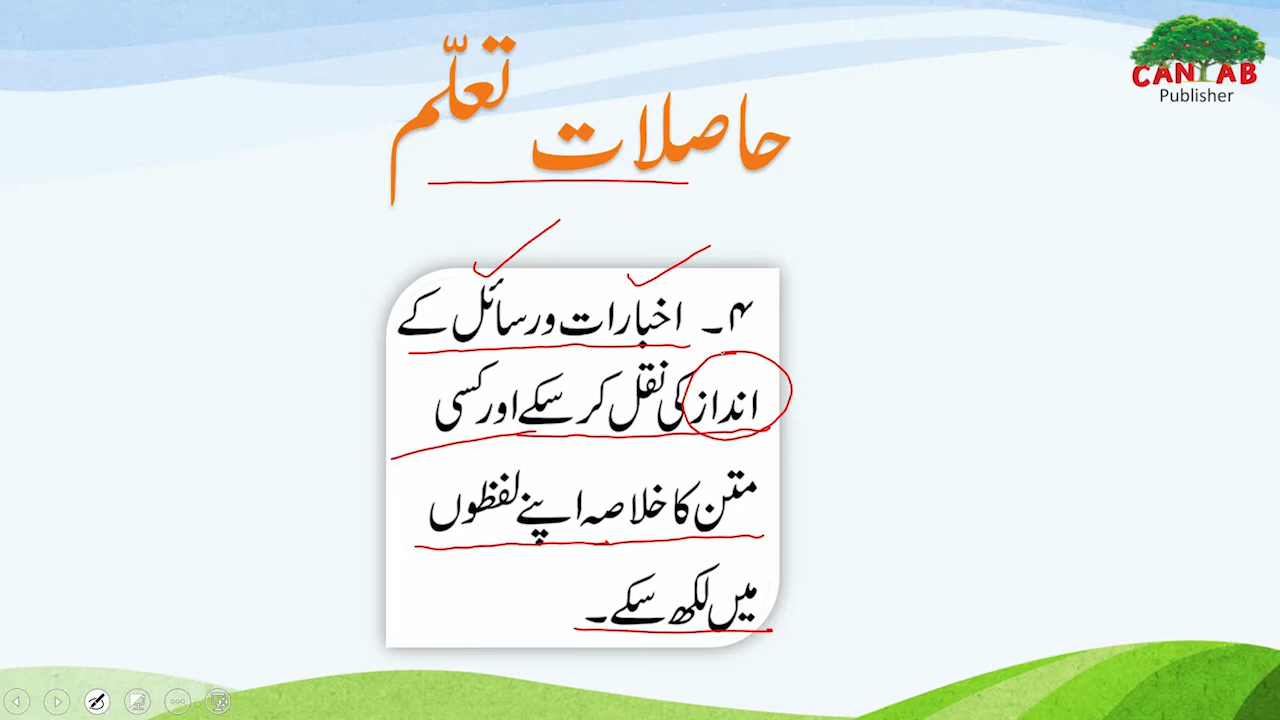 حاصلات تعلّم
CANTAB
Publisher
۴۔ اخبارات و رسائل کے
انداز کی نقل کر سکے اور کسی
متن کا خلاصہ اپنے لفظوں
میں لکھ سکے۔